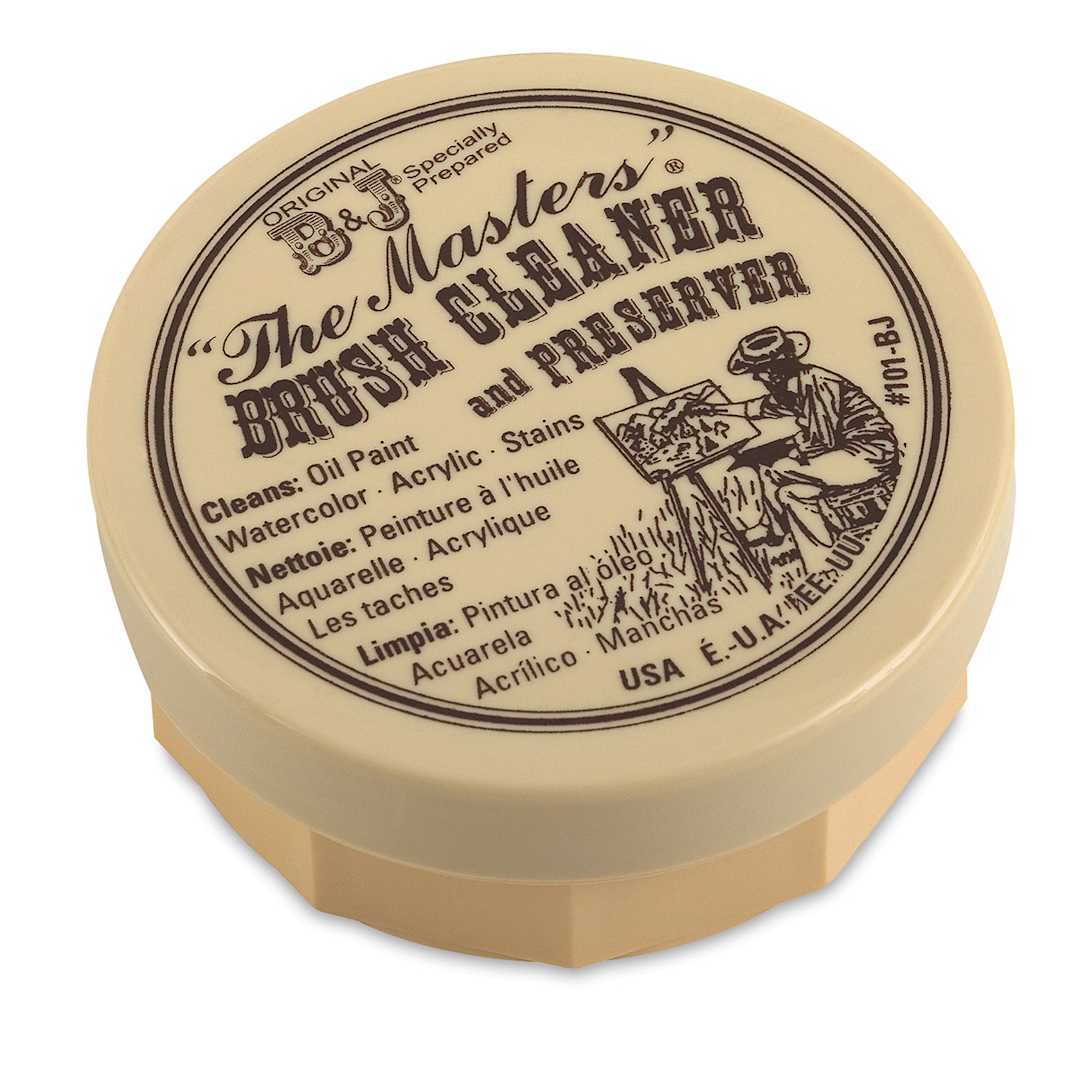 ORIGINAL
B&J® Specially
Prepared
"The Masters"®
BRUSH CLEANER
and PRESERVER
#101-BJ
Cleans: Oil Paint
Watercolor · Acrylic · Stains
Nettoie: Peinture à l'huile
Aquarelle · Acrylique
Les taches
Limpia: Pintura al óleo
Acuarela
Acrílico · Manchas
USA É.-U.A. EE. UU.